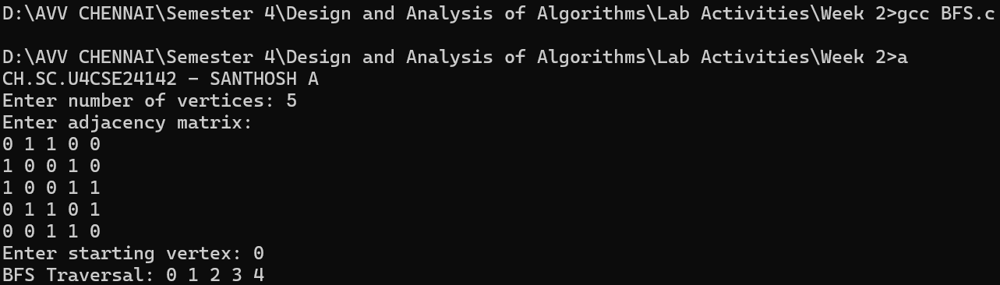 D:\AVV CHENNAI\Semester 4\Design and Analysis of Algorithms\Lab Activities\Week 2>gcc BFS.c
D:\AVV CHENNAI\Semester 4\Design and Analysis of Algorithms\Lab Activities\Week 2>a
CH.SC.U4CSE24142 - SANTHOSH A
Enter number of vertices: 5
Enter adjacency matrix:
0 1 1 0 0
1 0 0 1 0
1 0 0 1 1
0 1 1 0 1
0 0 1 1 0
Enter starting vertex: 0
BFS Traversal: 0 1 2 3 4